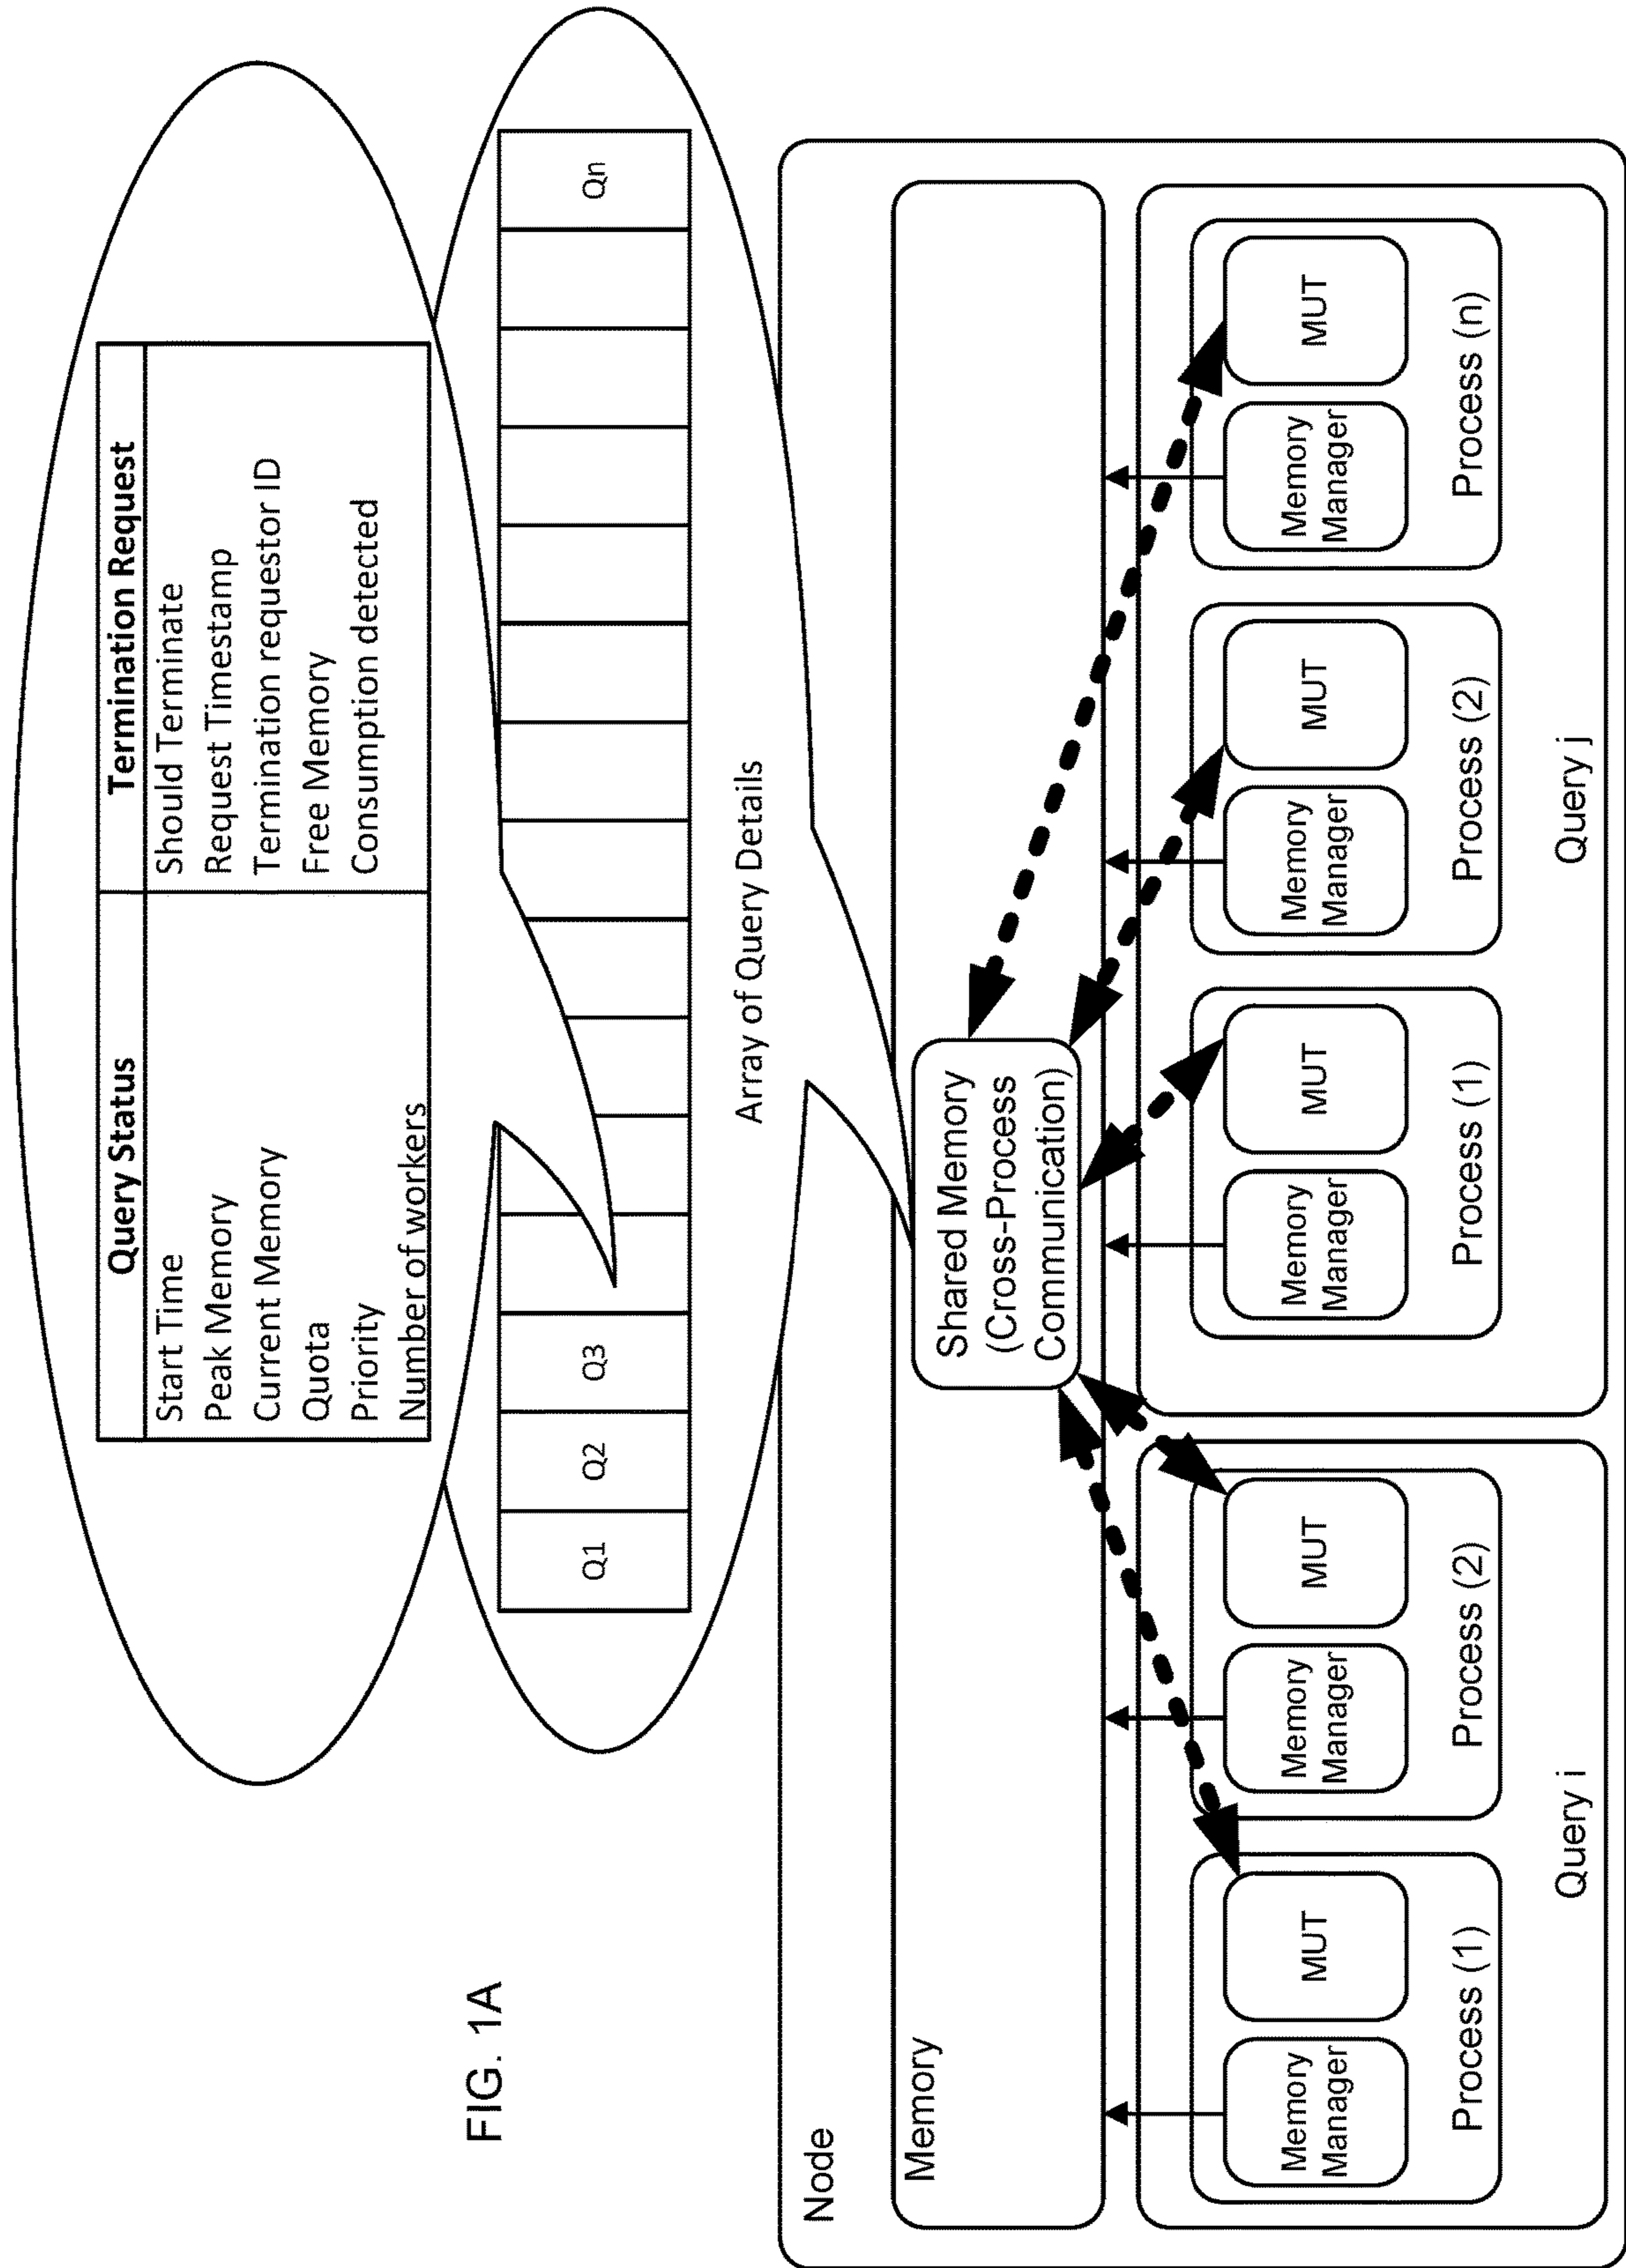 Query Status
Termination Request
Start Time
Peak Memory
Current Memory
Quota
Priority
Number of workers
Should Terminate
Request Timestamp
Termination requestor ID
Free Memory
Consumption detected
Q1
Q2
Q3
Qn
Array of Query Details
FIG. 1A
Node
Memory
Shared Memory
(Cross-Process
Communication)
Memory
Manager
MUT
Process (1)
Memory
Manager
MUT
Process (2)
Query i
Memory
Manager
MUT
Process (1)
Memory
Manager
MUT
Process (2)
Memory
Manager
MUT
Process (n)
Query j